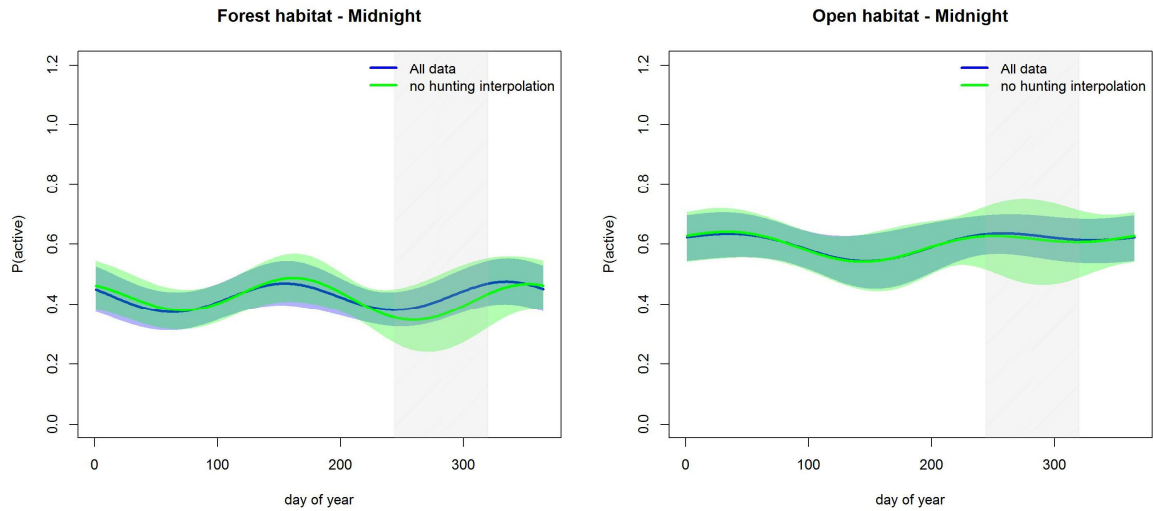 Forest habitat - Midnight
P(active)
1.2
1.0
0.8
0.6
0.4
0.2
0.0
All data
no hunting interpolation
0
100
200
300
day of year
Open habitat - Midnight
P(active)
1.2
1.0
0.8
0.6
0.4
0.2
0.0
All data
no hunting interpolation
0
100
200
300
day of year